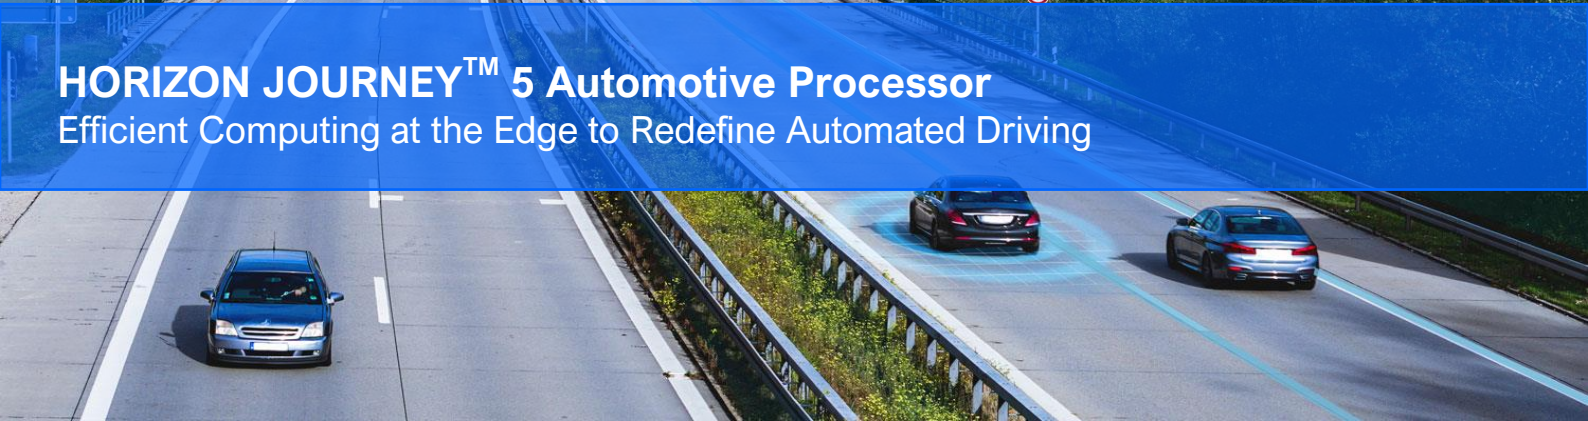 HORIZON JOURNEY™ 5 Automotive Processor
Efficient Computing at the Edge to Redefine Automated Driving